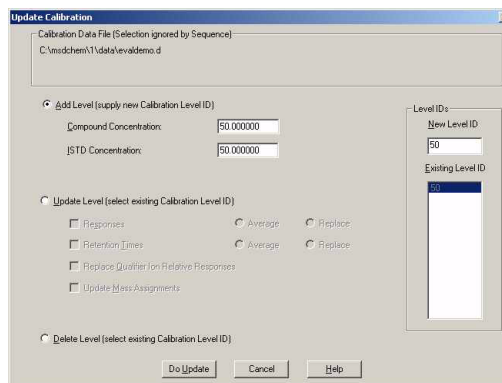 Update Calibration
Calibration Data File (Selection ignored by Sequence)
C:\msdchem\1\data\evaldemo.d
Add Level (supply new Calibration Level ID)
Compound Concentration: 50.000000
ISTD Concentration: 50.000000
Level IDs
New Level ID
50
Existing Level ID
50
Update Level (select existing Calibration Level ID)
Responses Average Replace
Retention Times Average Replace
Replace Qualifier Ion Relative Responses
Update Mass Assignments
Delete Level (select existing Calibration Level ID)
Do Update Cancel Help